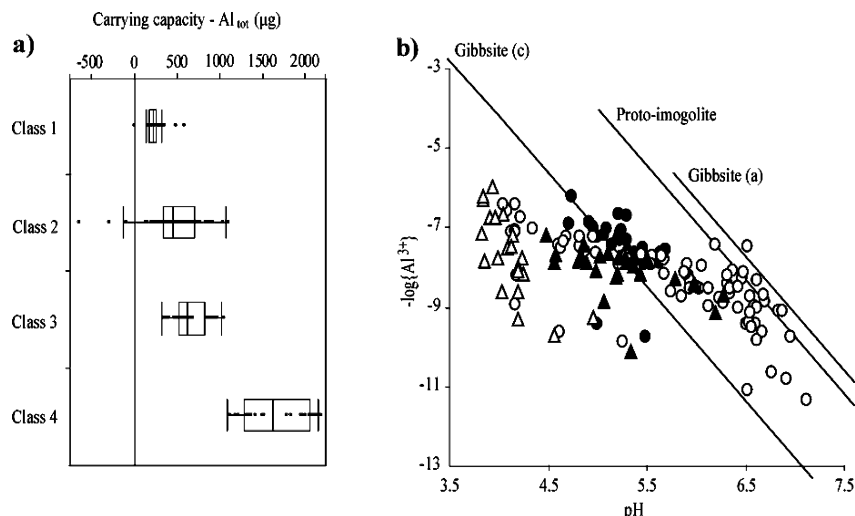 Carrying capacity - Al tot (μg)
a)
-500 0 500 1000 1500 2000
Class 1
Class 2
Class 3
Class 4
b)
Gibbsite (c)
Proto-imogolite
Gibbsite (a)
-log{Al3+}
-3
-5
-7
-9
-11
-13
3.5 4.5 5.5 6.5 7.5
pH